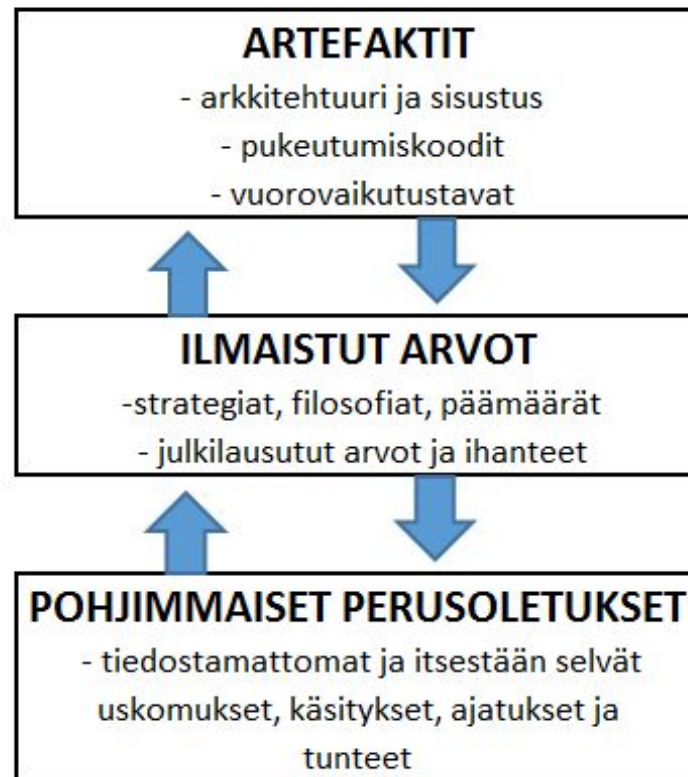 ARTEFAKTIT
- arkkitehtuuri ja sisustus
- pukeutumiskoodit
- vuorovaikutustavat
ILMAISTUT ARVOT
-strategiat, filosofiat, päämäärät
- julkilausutut arvot ja ihanteet
POHJIMMAISET PERUSOLETUKSET
- tiedostamattomat ja itsestään selvät
uskomukset, käsitykset, ajatukset ja
tunteet